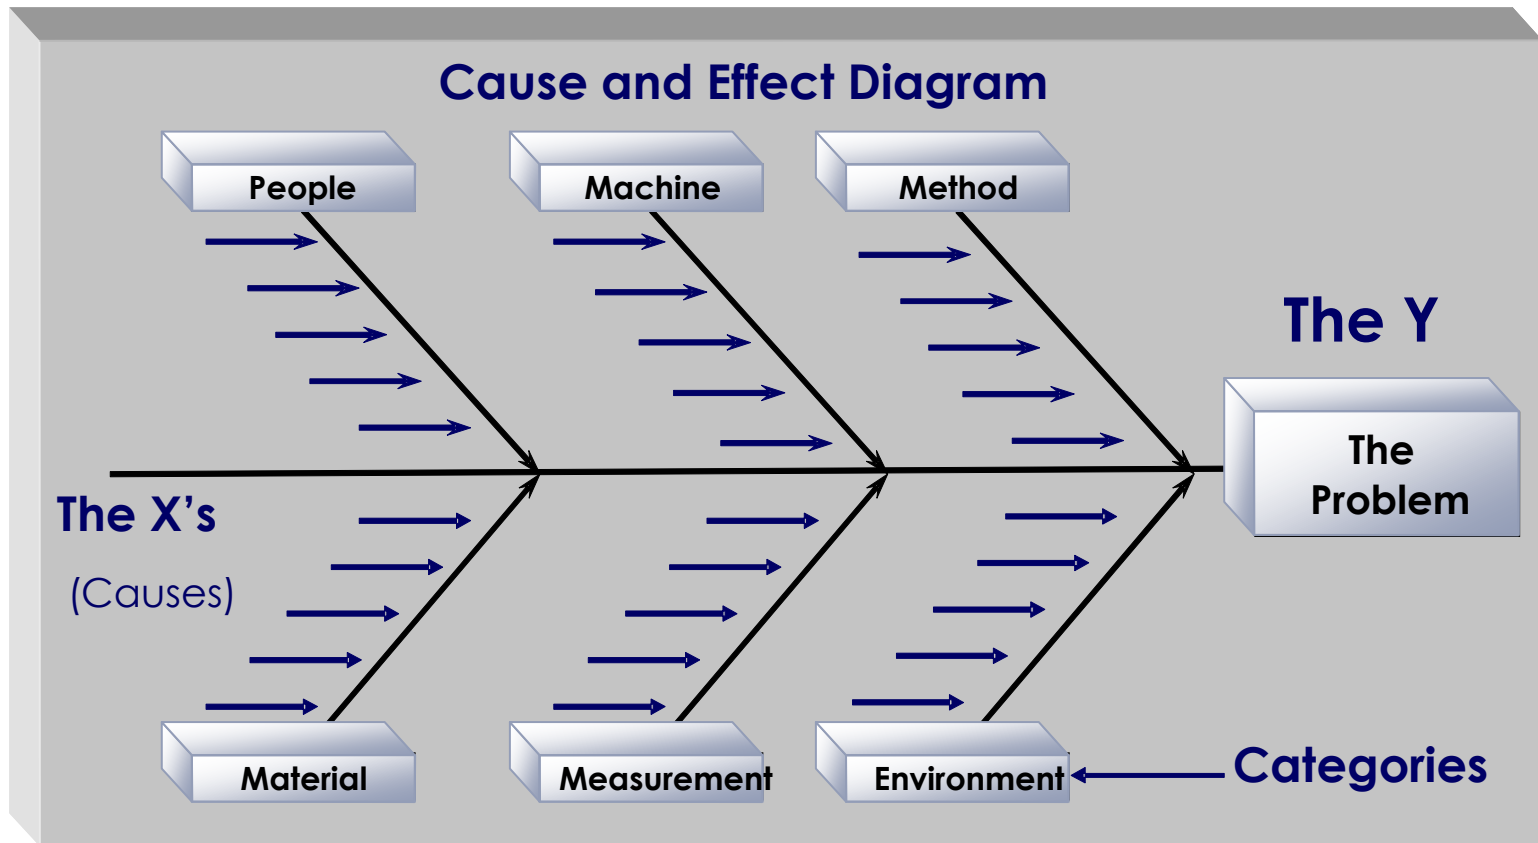 Cause and Effect Diagram
People
Machine
Method
The Y
The
Problem
The X’s
(Causes)
Material
Measurement
Environment
Categories